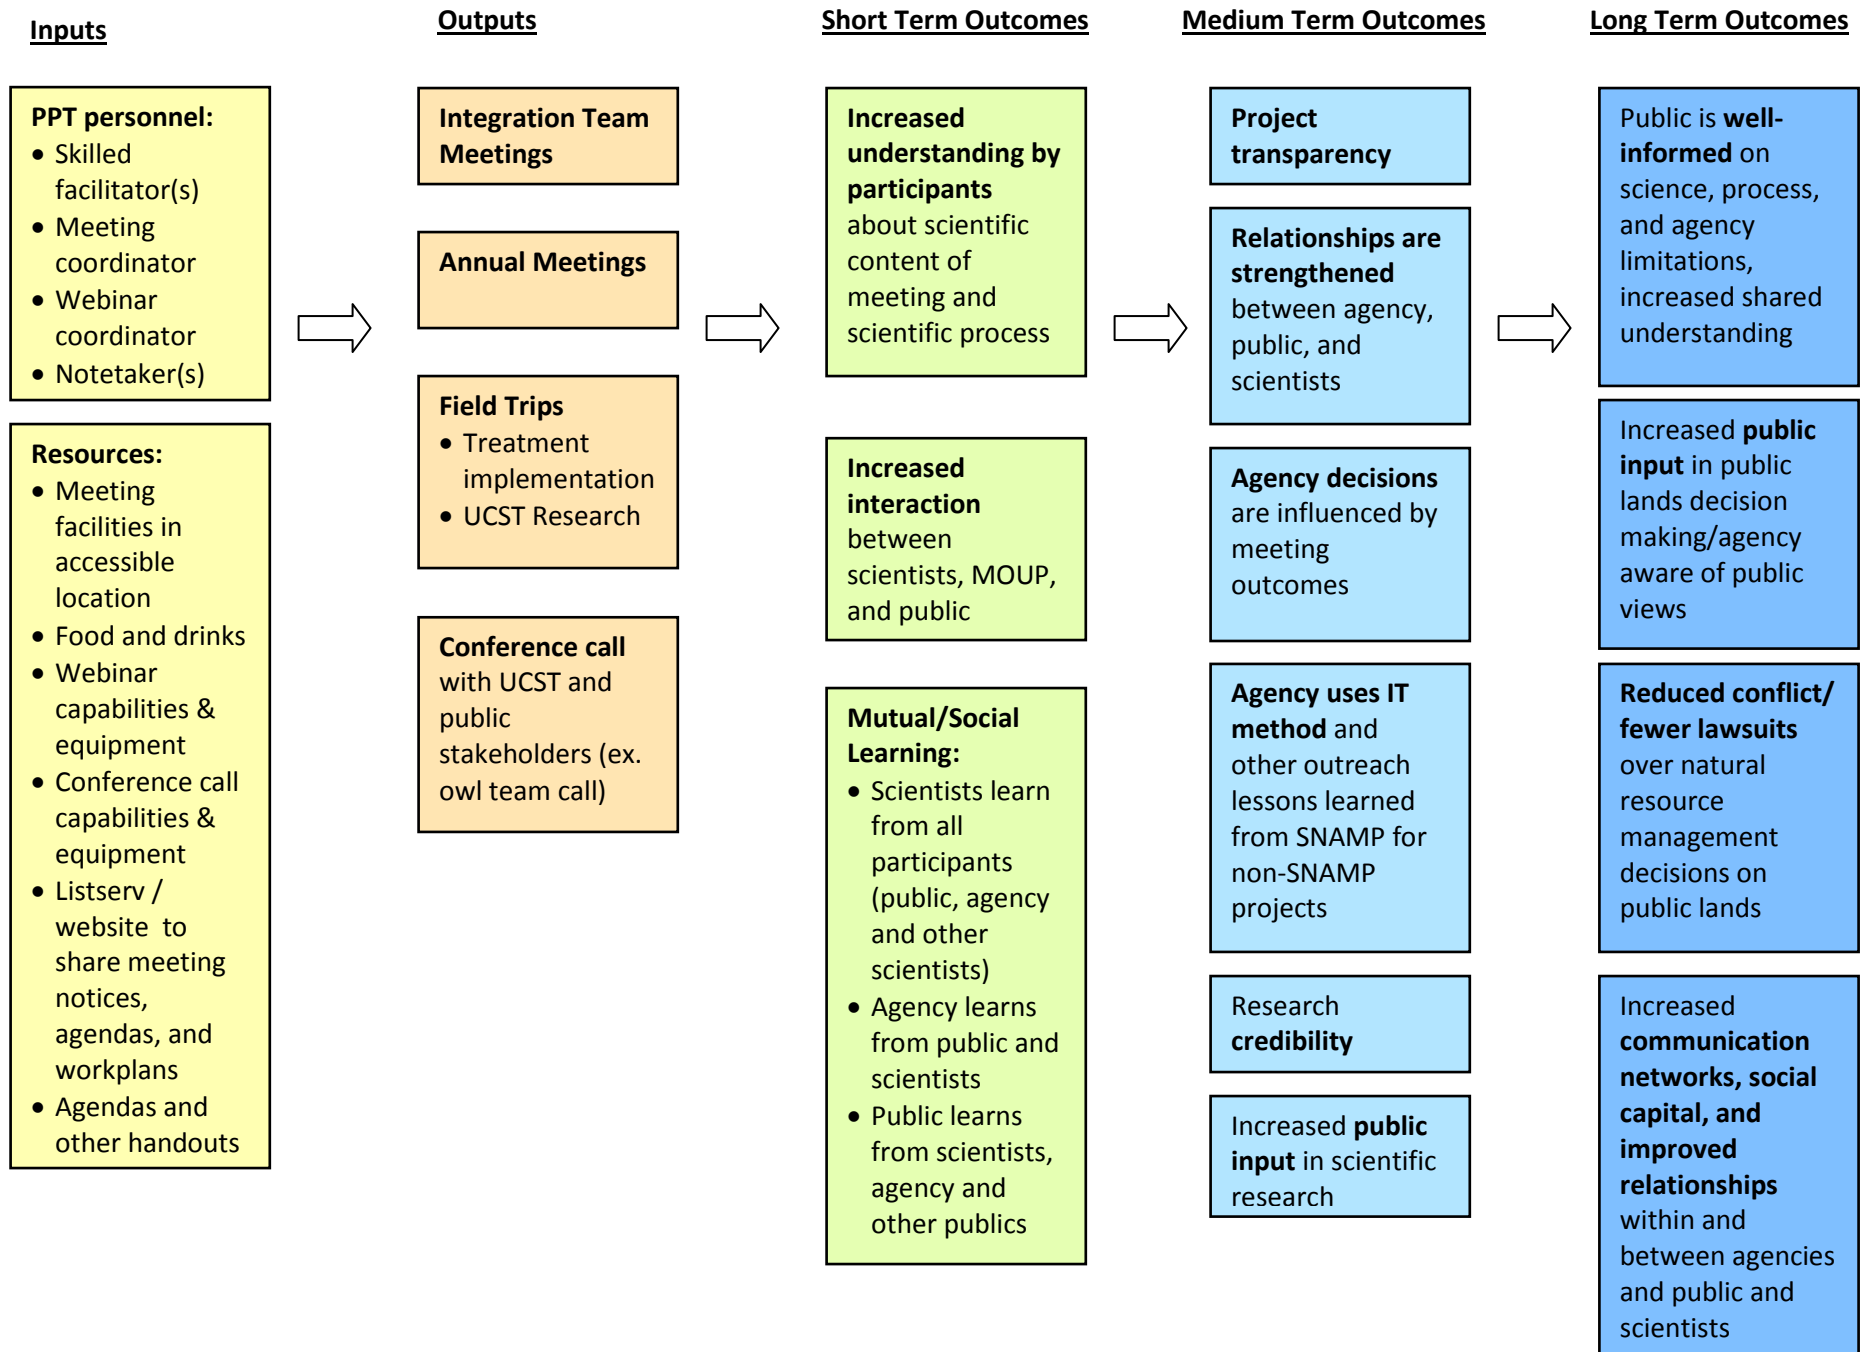 Inputs
PPT personnel:
• Skilled
facilitator(s)
• Meeting
coordinator
• Webinar
coordinator
• Notetaker(s)
Resources:
• Meeting
facilities in
accessible
location
• Food and drinks
• Webinar
capabilities &
equipment
• Conference call
capabilities &
equipment
• Listserv /
website to
share meeting
notices,
agendas, and
workplans
• Agendas and
other handouts
Outputs
Integration Team
Meetings
Annual Meetings
Field Trips
• Treatment
implementation
• UCST Research
Conference call
with UCST and
public
stakeholders (ex.
owl team call)
Short Term Outcomes
Increased
understanding by
participants
about scientific
content of
meeting and
scientific process
Increased
interaction
between
scientists, MOUP,
and public
Mutual/Social
Learning:
• Scientists learn
from all
participants
(public, agency
and other
scientists)
• Agency learns
from public and
scientists
• Public learns
from scientists,
agency and
other publics
Medium Term Outcomes
Project
transparency
Relationships are
strengthened
between agency,
public, and
scientists
Agency decisions
are influenced by
meeting
outcomes
Agency uses IT
method and
other outreach
lessons learned
from SNAMP for
non-SNAMP
projects
Research
credibility
Increased public
input in scientific
research
Long Term Outcomes
Public is well-
informed on
science, process,
and agency
limitations,
increased shared
understanding
Increased public
input in public
lands decision
making/agency
aware of public
views
Reduced conflict/
fewer lawsuits
over natural
resource
management
decisions on
public lands
Increased
communication
networks, social
capital, and
improved
relationships
within and
between agencies
and public and
scientists